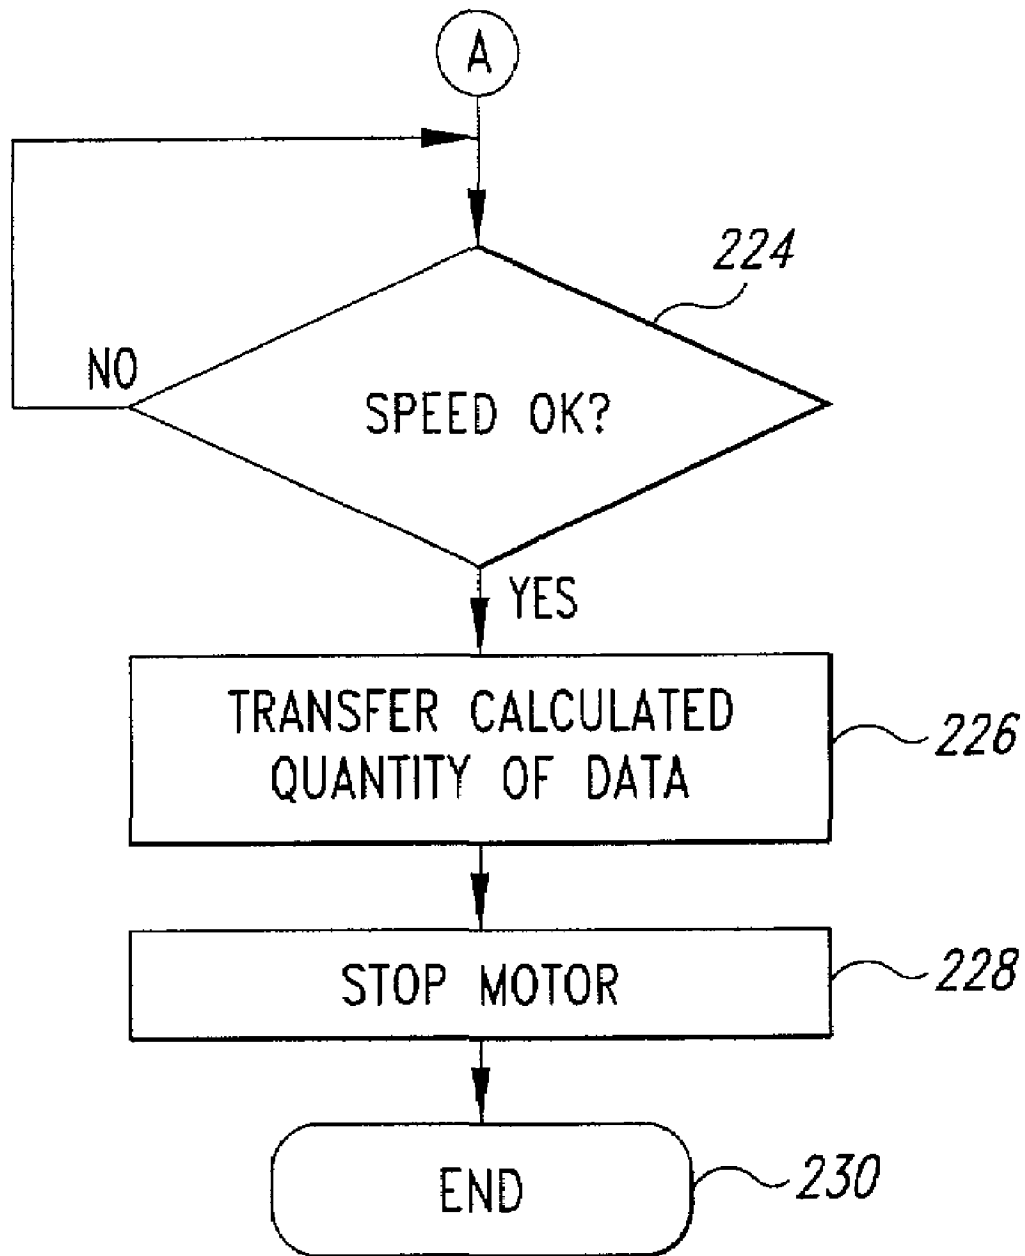 A
224
NO
SPEED OK?
YES
TRANSFER CALCULATED
QUANTITY OF DATA
226
STOP MOTOR
228
END
230